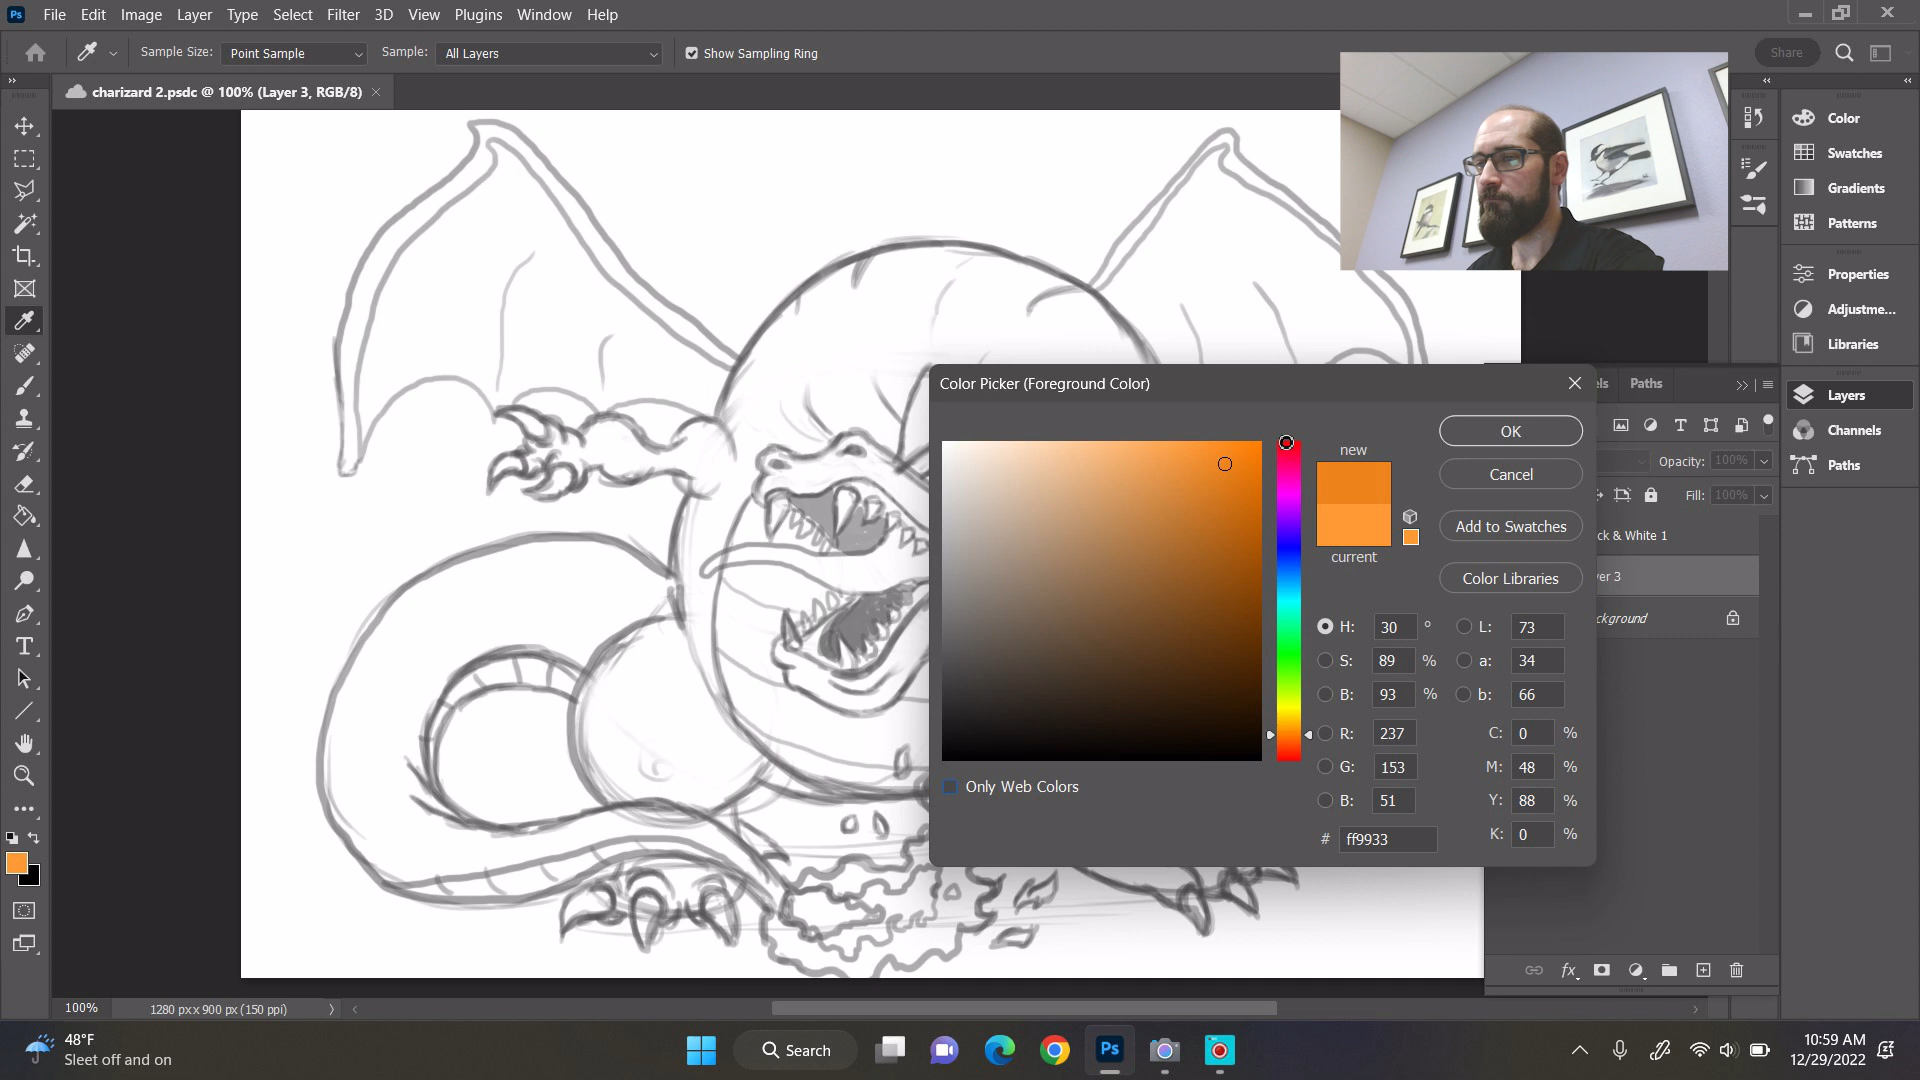 Ps File Edit Image Layer Type Select Filter 3D View Plugins Window Help
Sample Size: Point Sample Sample: All Layers Show Sampling Ring Share
charizard 2.psdc @ 100% (Layer 3, RGB/8)
Color
Swatches
Gradients
Patterns
Properties
Adjustme...
Libraries
Layers
Channels
Paths
Color Picker (Foreground Color)
new
current
OK
Cancel
Add to Swatches
Color Libraries
H: 30 ° L: 73
S: 89 % a: 34
B: 93 % b: 66
R: 237 C: 0 %
G: 153 M: 48 %
B: 51 Y: 88 %
# ff9933 K: 0 %
Only Web Colors
els Paths
Opacity: 100%
Fill: 100%
ck & White 1
er 3
ckground
fx
100% 1280 px x 900 px (150 ppi)
48°F
Sleet off and on
Search
Ps
10:59 AM
12/29/2022